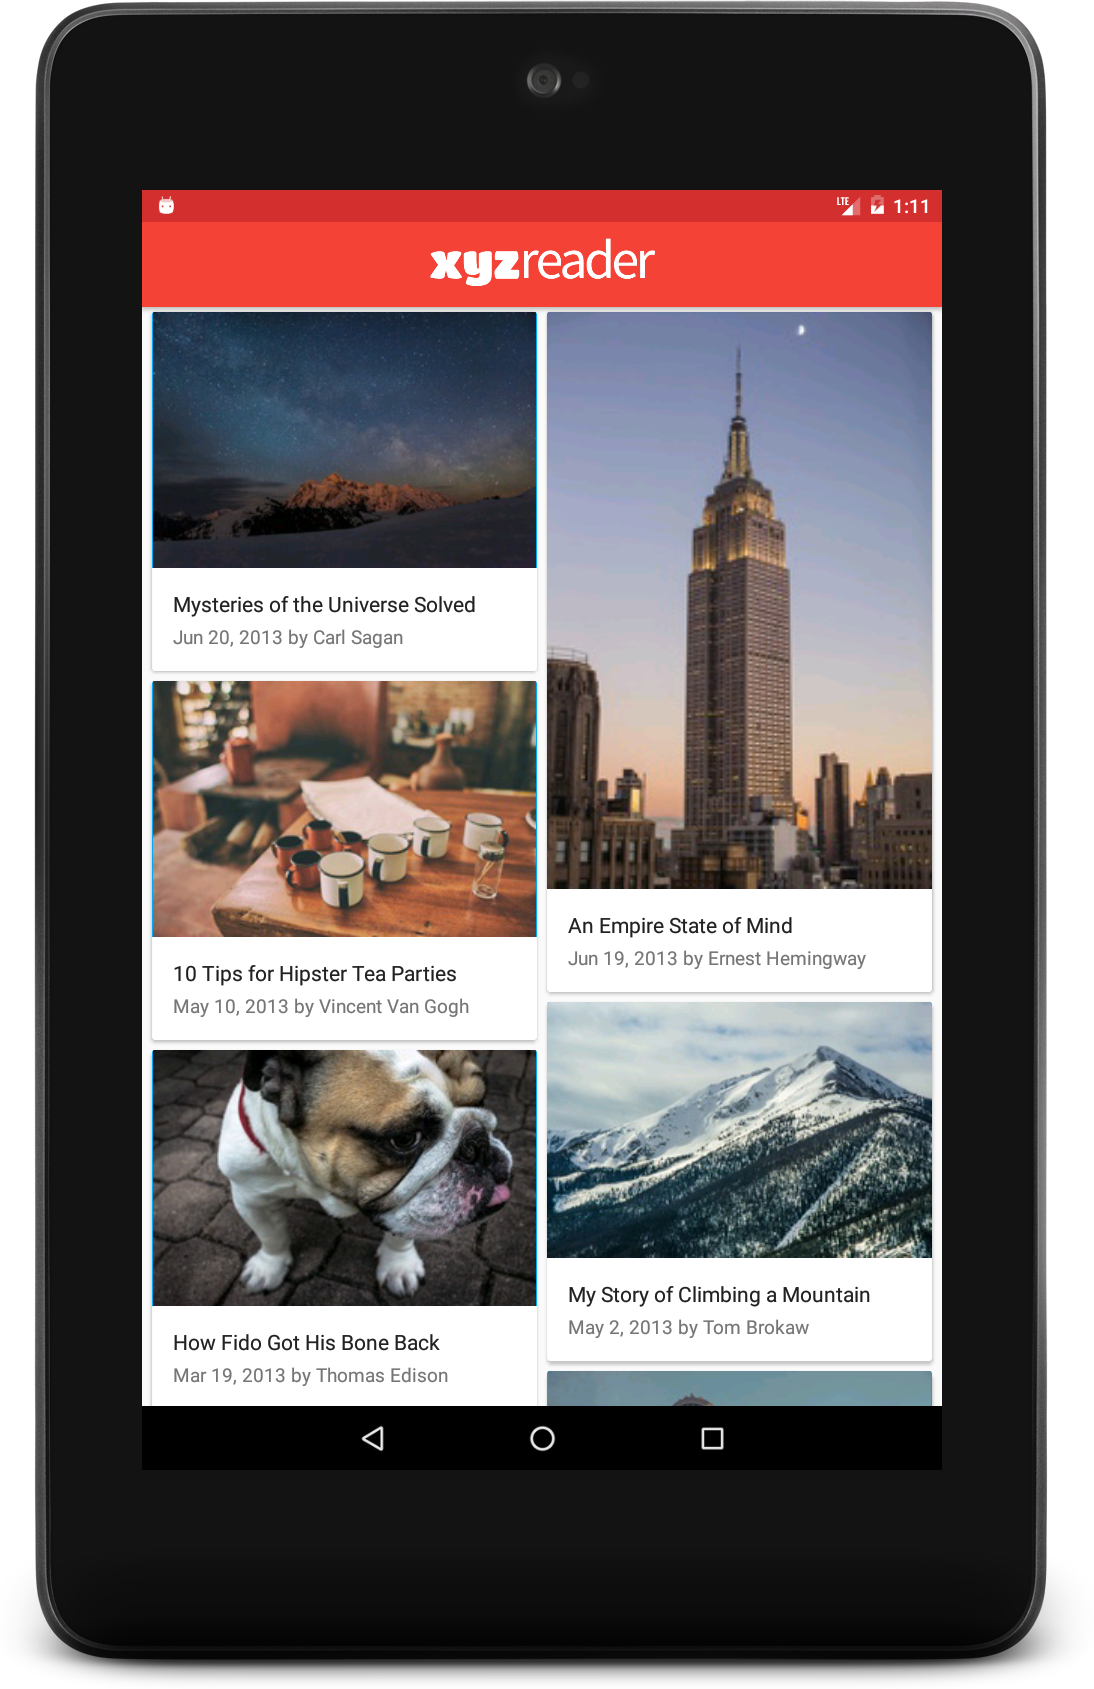 LTE 1:11
xyzreader
Mysteries of the Universe Solved
Jun 20, 2013 by Carl Sagan
An Empire State of Mind
Jun 19, 2013 by Ernest Hemingway
10 Tips for Hipster Tea Parties
May 10, 2013 by Vincent Van Gogh
My Story of Climbing a Mountain
May 2, 2013 by Tom Brokaw
How Fido Got His Bone Back
Mar 19, 2013 by Thomas Edison